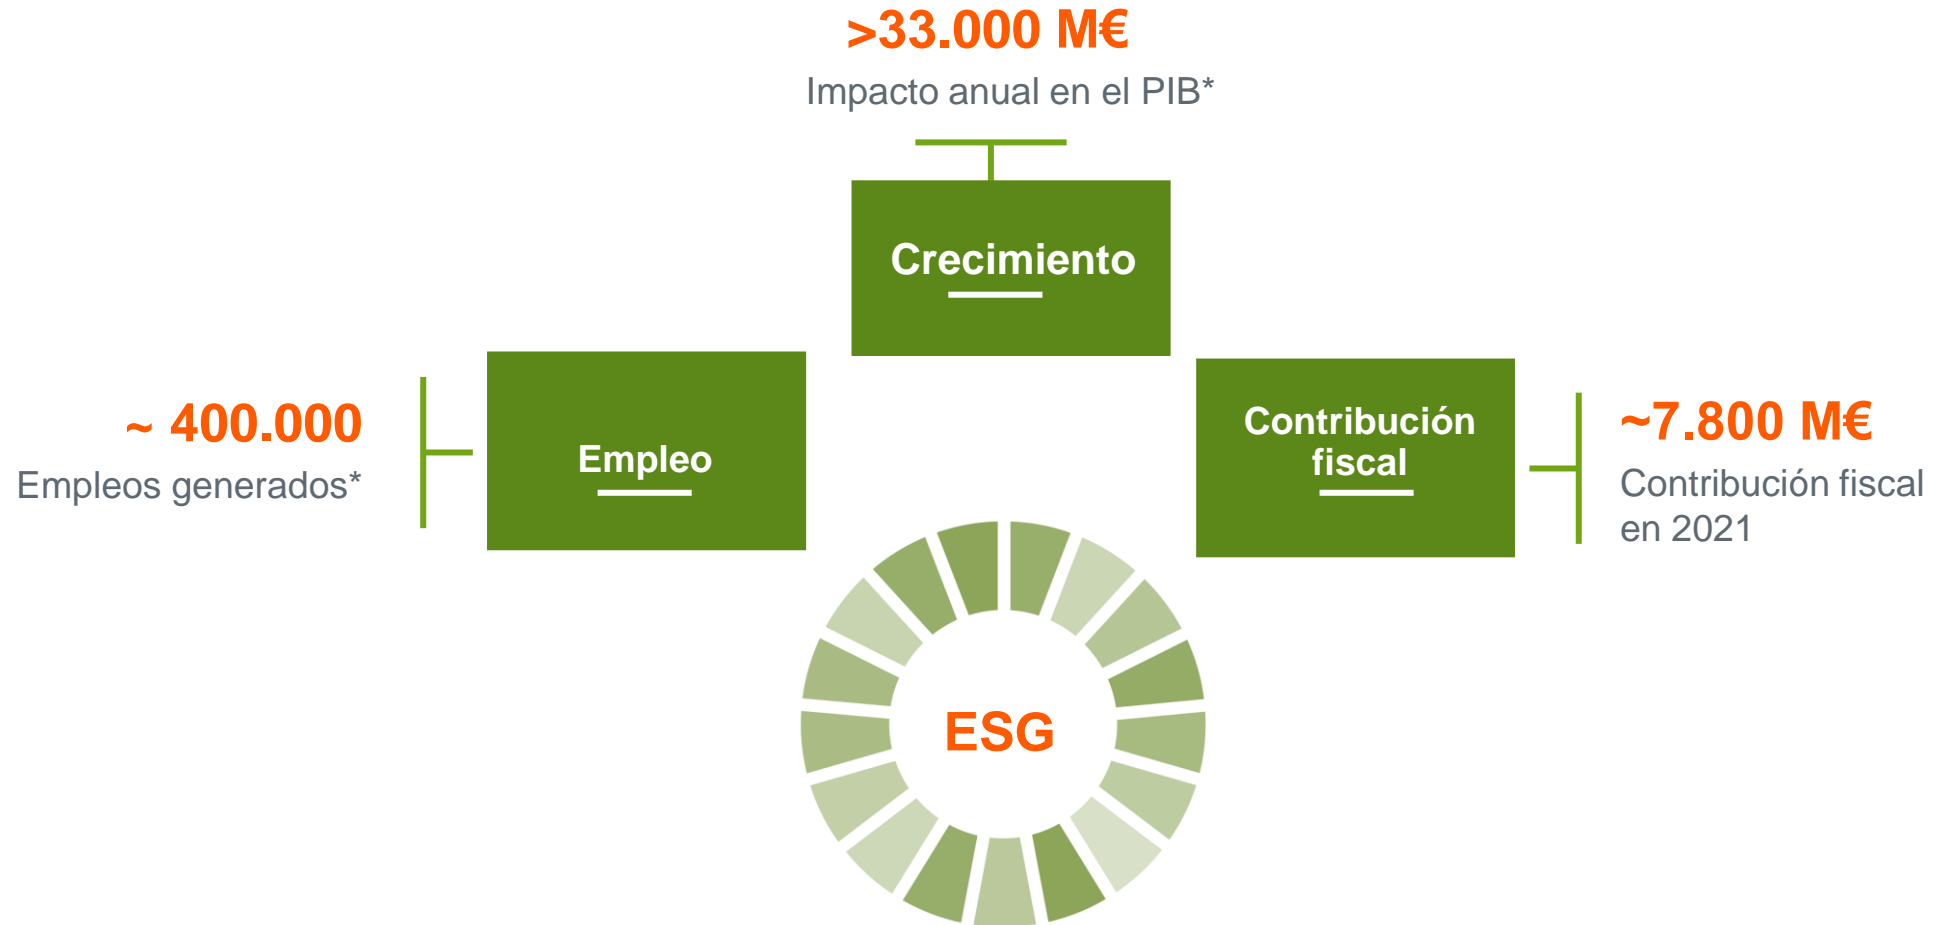 >33.000 M€
Impacto anual en el PIB*
Crecimiento
~ 400.000
Empleos generados*
Empleo
Contribución
fiscal
~7.800 M€
Contribución fiscal
en 2021
ESG